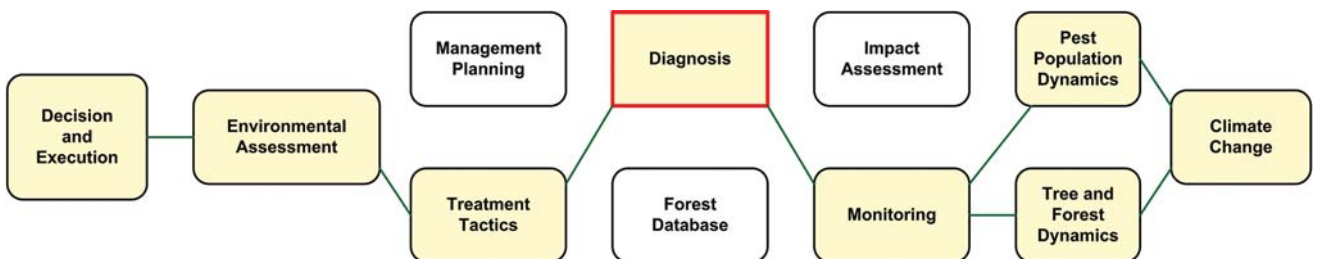 Decision
and
Execution
Environmental
Assessment
Management
Planning
Treatment
Tactics
Diagnosis
Forest
Database
Impact
Assessment
Monitoring
Pest
Population
Dynamics
Tree and
Forest
Dynamics
Climate
Change